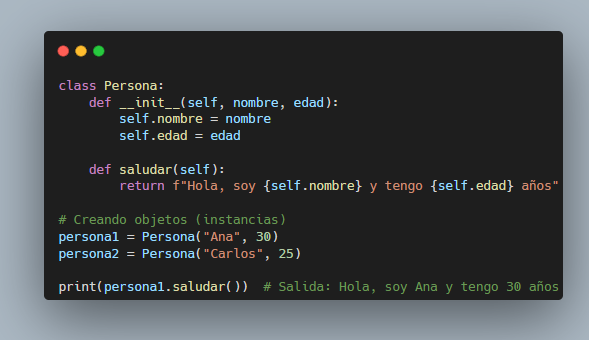 class Persona:
    def __init__(self, nombre, edad):
        self.nombre = nombre
        self.edad = edad

    def saludar(self):
        return f"Hola, soy {self.nombre} y tengo {self.edad} años"

# Creando objetos (instancias)
persona1 = Persona("Ana", 30)
persona2 = Persona("Carlos", 25)

print(persona1.saludar())  # Salida: Hola, soy Ana y tengo 30 años